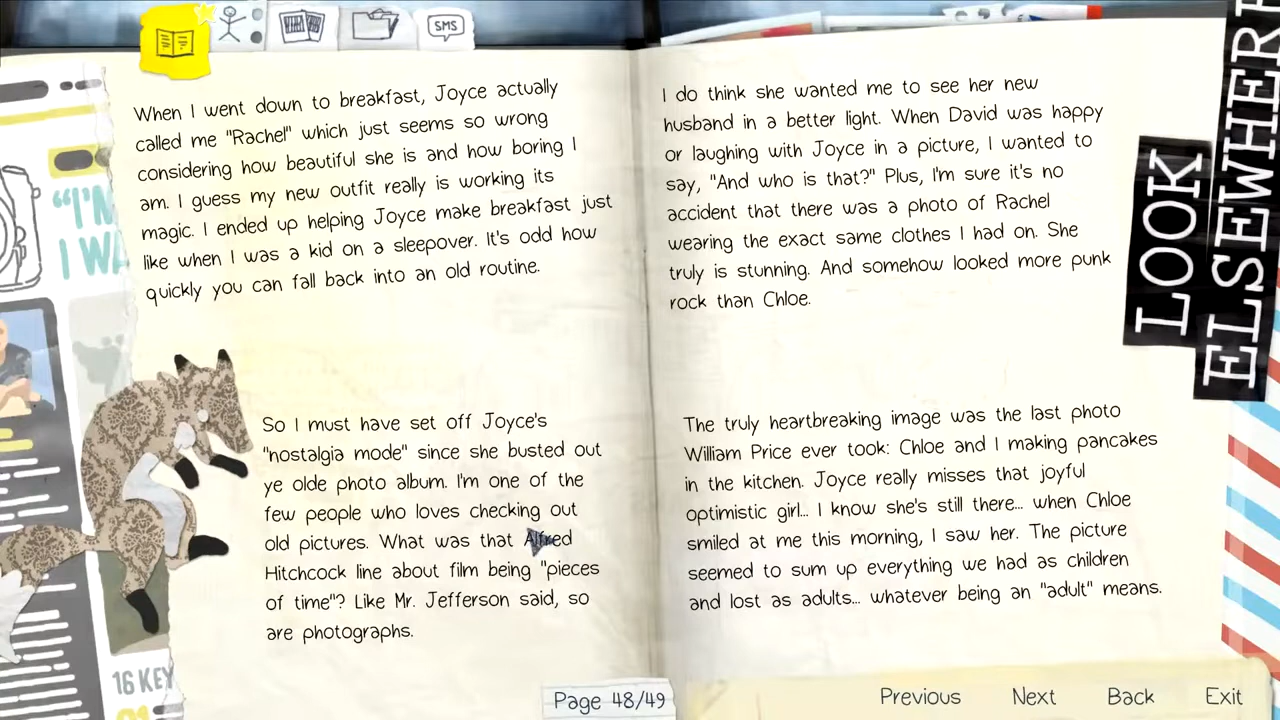 SMS
When I went down to breakfast, Joyce actually
called me "Rachel" which just seems so wrong
considering how beautiful she is and how boring I
am. I guess my new outfit really is working its
magic. I ended up helping Joyce make breakfast just
like when I was a kid on a sleepover. It's odd how
quickly you can fall back into an old routine.
So I must have set off Joyce's
"nostalgia mode" since she busted out
ye olde photo album. I'm one of the
few people who loves checking out
old pictures. What was that Alfred
Hitchcock line about film being "pieces
of time"? Like Mr. Jefferson said, so
are photographs.
I do think she wanted me to see her new
husband in a better light. When David was happy
or laughing with Joyce in a picture, I wanted to
say, "And who is that?" Plus, I'm sure it's no
accident that there was a photo of Rachel
wearing the exact same clothes I had on. She
truly is stunning. And somehow looked more punk
rock than Chloe.
The truly heartbreaking image was the last photo
William Price ever took: Chloe and I making pancakes
in the kitchen. Joyce really misses that joyful
optimistic girl... I know she's still there... when Chloe
smiled at me this morning, I saw her. The picture
seemed to sum up everything we had as children
and lost as adults... whatever being an "adult" means.
"I'M
I WA
16 KEY
LOOK
ELSEWHERE
Page 48/49
Previous Next Back Exit